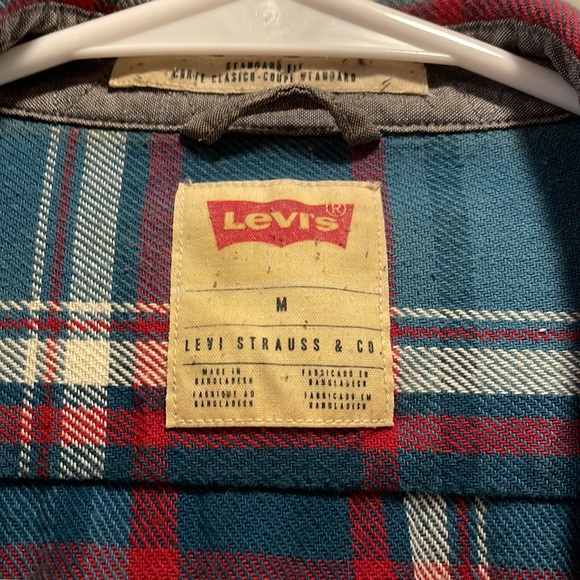 STANDARD FIT
CORTE CLASICO-COUPE STANDARD
Levi's®
M
LEVI STRAUSS & CO
MADE IN
BANGLADESH
FABRICADO EN
BANGLADESH
FABRIQUE AU
BANGLADESH
FABRICADO EM
BANGLADESH